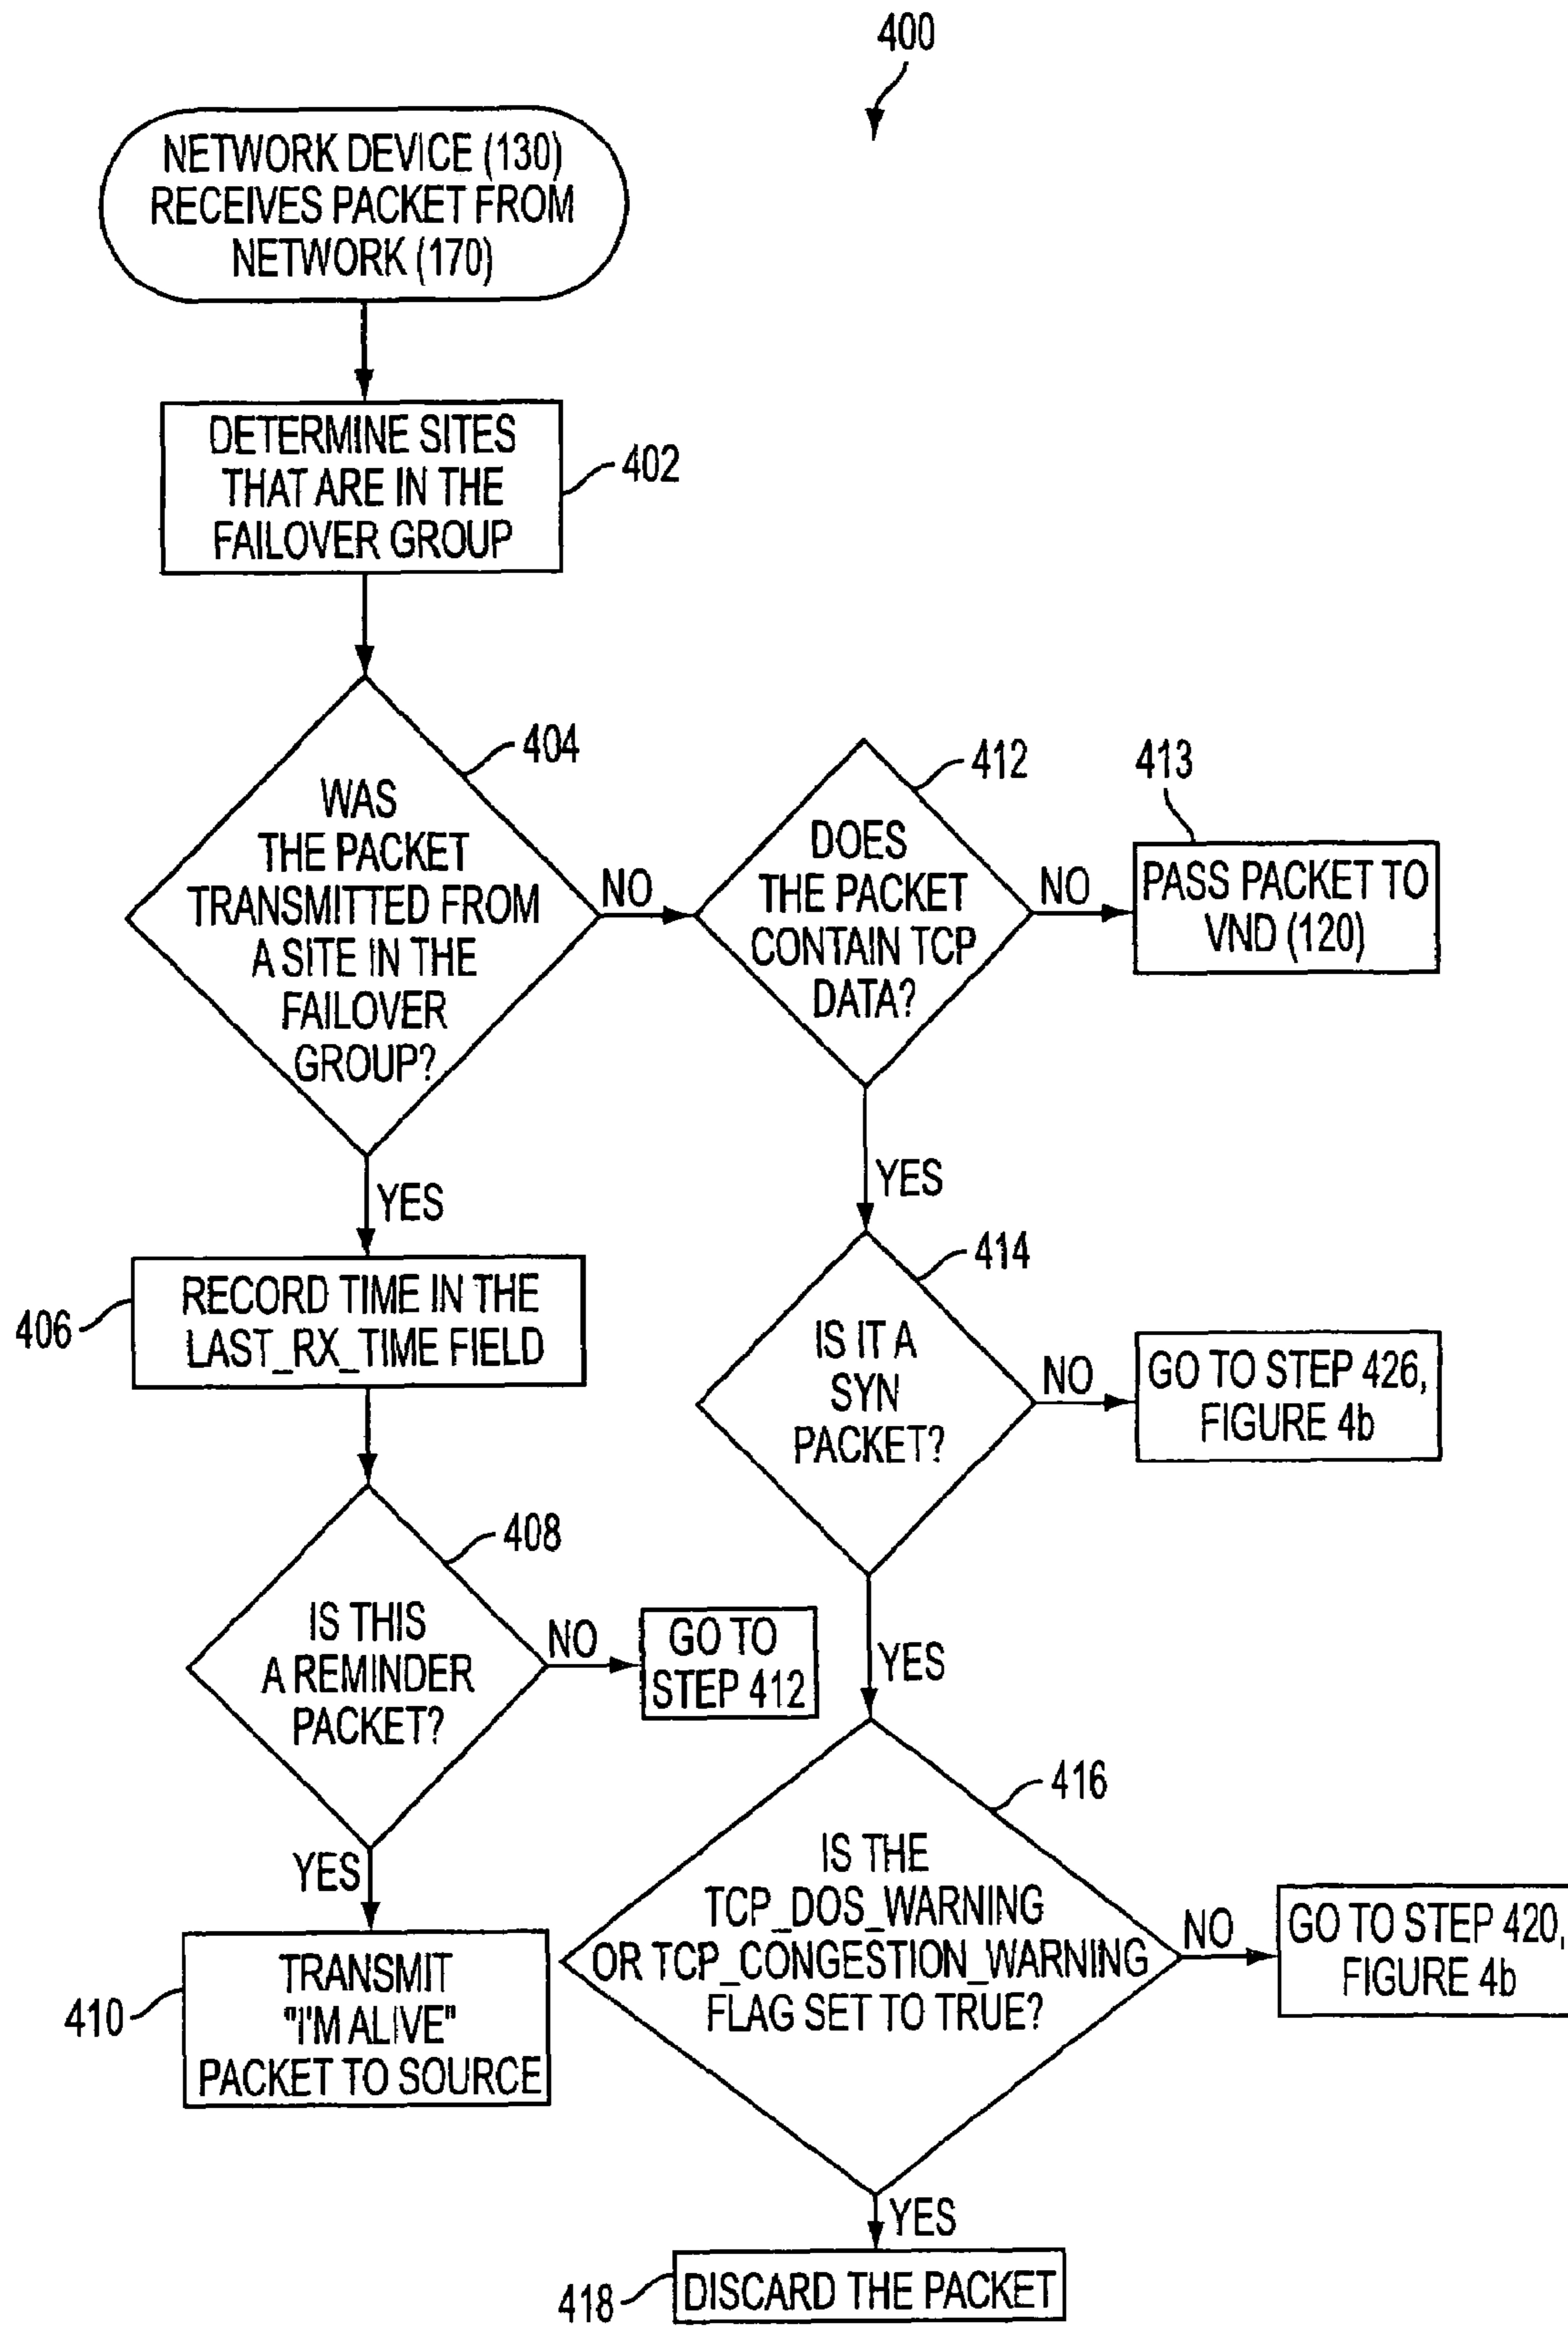 400
NETWORK DEVICE (130)
RECEIVES PACKET FROM
NETWORK (170)
DETERMINE SITES
THAT ARE IN THE
FAILOVER GROUP
402
404
WAS
THE PACKET
TRANSMITTED FROM
A SITE IN THE
FAILOVER
GROUP?
NO
412
DOES
THE PACKET
CONTAIN TCP
DATA?
NO
413
PASS PACKET TO
VND (120)
YES
406
RECORD TIME IN THE
LAST_RX_TIME FIELD
YES
414
IS IT A
SYN
PACKET?
NO
GO TO STEP 426,
FIGURE 4b
408
IS THIS
A REMINDER
PACKET?
NO
GO TO
STEP 412
YES
YES
410
TRANSMIT
"I'M ALIVE"
PACKET TO SOURCE
416
IS THE
TCP_DOS_WARNING
OR TCP_CONGESTION_WARNING
FLAG SET TO TRUE?
NO
GO TO STEP 420,
FIGURE 4b
YES
418
DISCARD THE PACKET